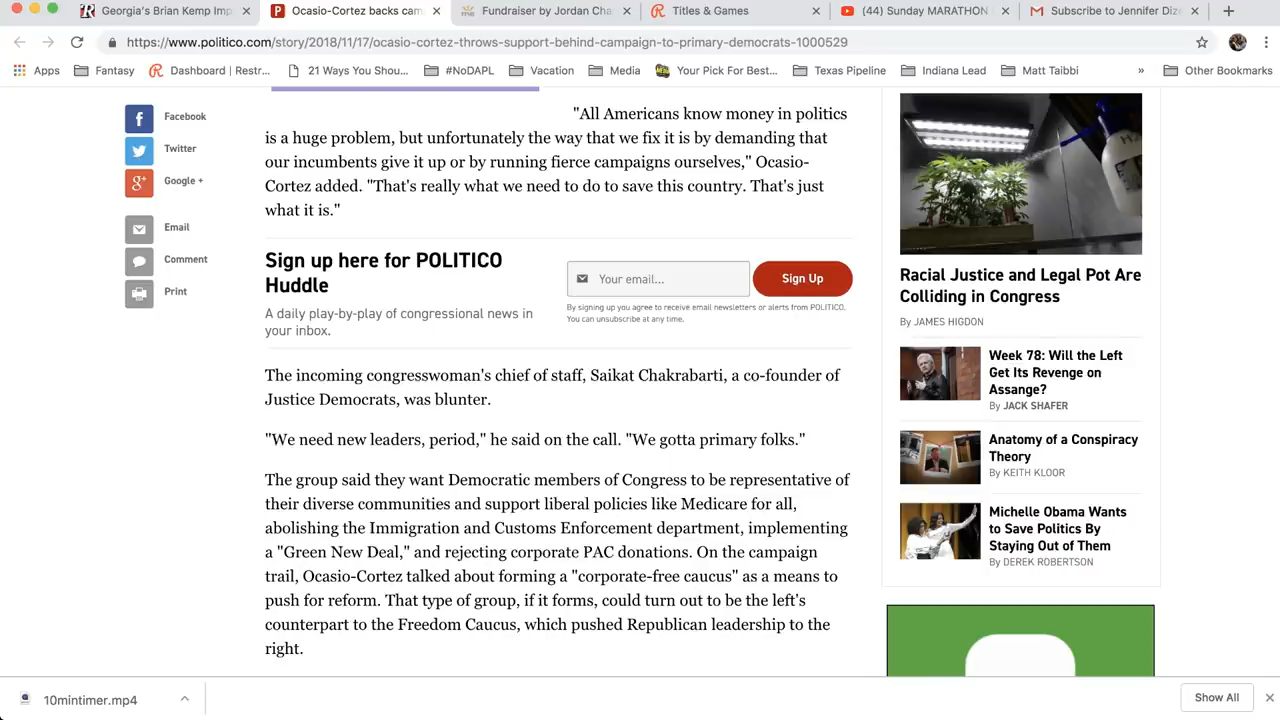 Georgia's Brian Kemp Imp
Ocasio-Cortez backs cam
Fundraiser by Jordan Cha
Titles & Games
(44) Sunday MARATHON
Subscribe to Jennifer Dize
https://www.politico.com/story/2018/11/17/ocasio-cortez-throws-support-behind-campaign-to-primary-democrats-1000529
Apps
Fantasy
Dashboard | Restr...
21 Ways You Shou...
#NoDAPL
Vacation
Media
Your Pick For Best...
Texas Pipeline
Indiana Lead
Matt Taibbi
»
Other Bookmarks
Facebook
Twitter
Google +
Email
Comment
Print
"All Americans know money in politics
is a huge problem, but unfortunately the way that we fix it is by demanding that
our incumbents give it up or by running fierce campaigns ourselves," Ocasio-
Cortez added. "That's really what we need to do to save this country. That's just
what it is."
Sign up here for POLITICO
Huddle
A daily play-by-play of congressional news in
your inbox.
Your email...
Sign Up
By signing up you agree to receive email newsletters or alerts from POLITICO.
You can unsubscribe at any time.
The incoming congresswoman's chief of staff, Saikat Chakrabarti, a co-founder of
Justice Democrats, was blunter.
"We need new leaders, period," he said on the call. "We gotta primary folks."
The group said they want Democratic members of Congress to be representative of
their diverse communities and support liberal policies like Medicare for all,
abolishing the Immigration and Customs Enforcement department, implementing
a "Green New Deal," and rejecting corporate PAC donations. On the campaign
trail, Ocasio-Cortez talked about forming a "corporate-free caucus" as a means to
push for reform. That type of group, if it forms, could turn out to be the left's
counterpart to the Freedom Caucus, which pushed Republican leadership to the
right.
Racial Justice and Legal Pot Are
Colliding in Congress
By JAMES HIGDON
Week 78: Will the Left
Get Its Revenge on
Assange?
By JACK SHAFER
Anatomy of a Conspiracy
Theory
By KEITH KLOOR
Michelle Obama Wants
to Save Politics By
Staying Out of Them
By DEREK ROBERTSON
10mintimer.mp4
Show All